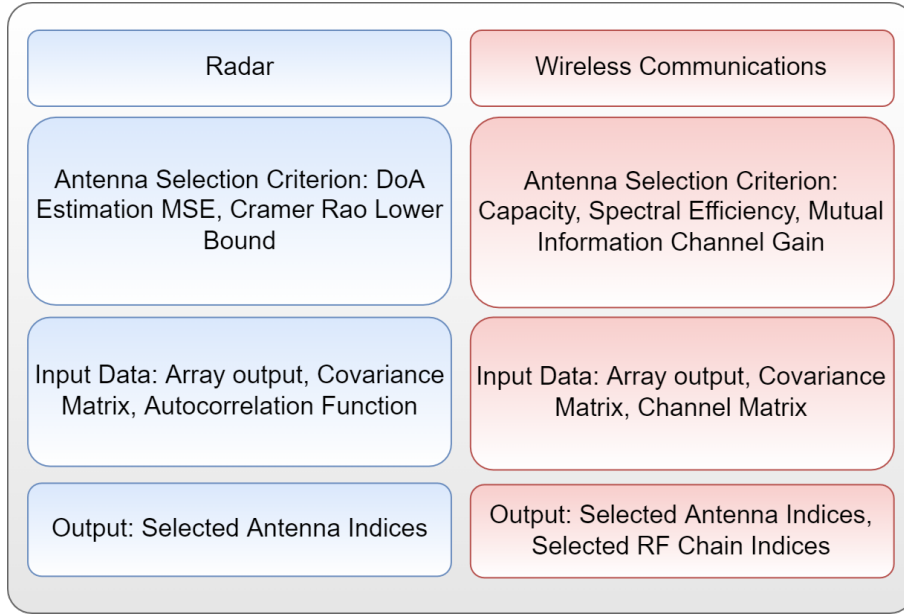 Radar
Wireless Communications
Antenna Selection Criterion: DoA
Estimation MSE, Cramer Rao Lower
Bound
Antenna Selection Criterion:
Capacity, Spectral Efficiency, Mutual
Information Channel Gain
Input Data: Array output, Covariance
Matrix, Autocorrelation Function
Input Data: Array output, Covariance
Matrix, Channel Matrix
Output: Selected Antenna Indices
Output: Selected Antenna Indices,
Selected RF Chain Indices